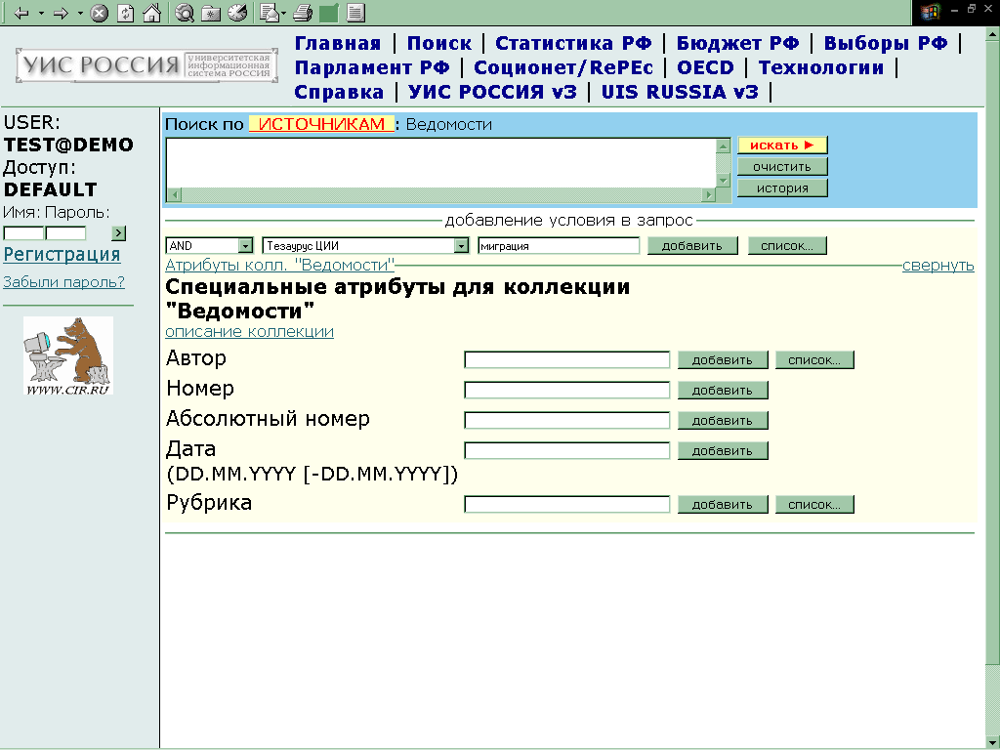 УИС РОССИЯ университетская информационная система РОССИЯ
Главная | Поиск | Статистика РФ | Бюджет РФ | Выборы РФ |
Парламент РФ | Соционет/RePEc | OECD | Технологии |
Справка | УИС РОССИЯ v3 | UIS RUSSIA v3 |
USER:
TEST@DEMO
Доступ:
DEFAULT
Имя: Пароль:
>
Регистрация
Забыли пароль?
WWW.CIR.RU
Поиск по ИСТОЧНИКАМ : Ведомости
искать ►
очистить
история
добавление условия в запрос
AND Тезаурус ЦИИ миграция добавить список...
Атрибуты колл. "Ведомости" свернуть
Специальные атрибуты для коллекции
"Ведомости"
описание коллекции
Автор добавить список...
Номер добавить
Абсолютный номер добавить
Дата добавить
(DD.MM.YYYY [-DD.MM.YYYY])
Рубрика добавить список...